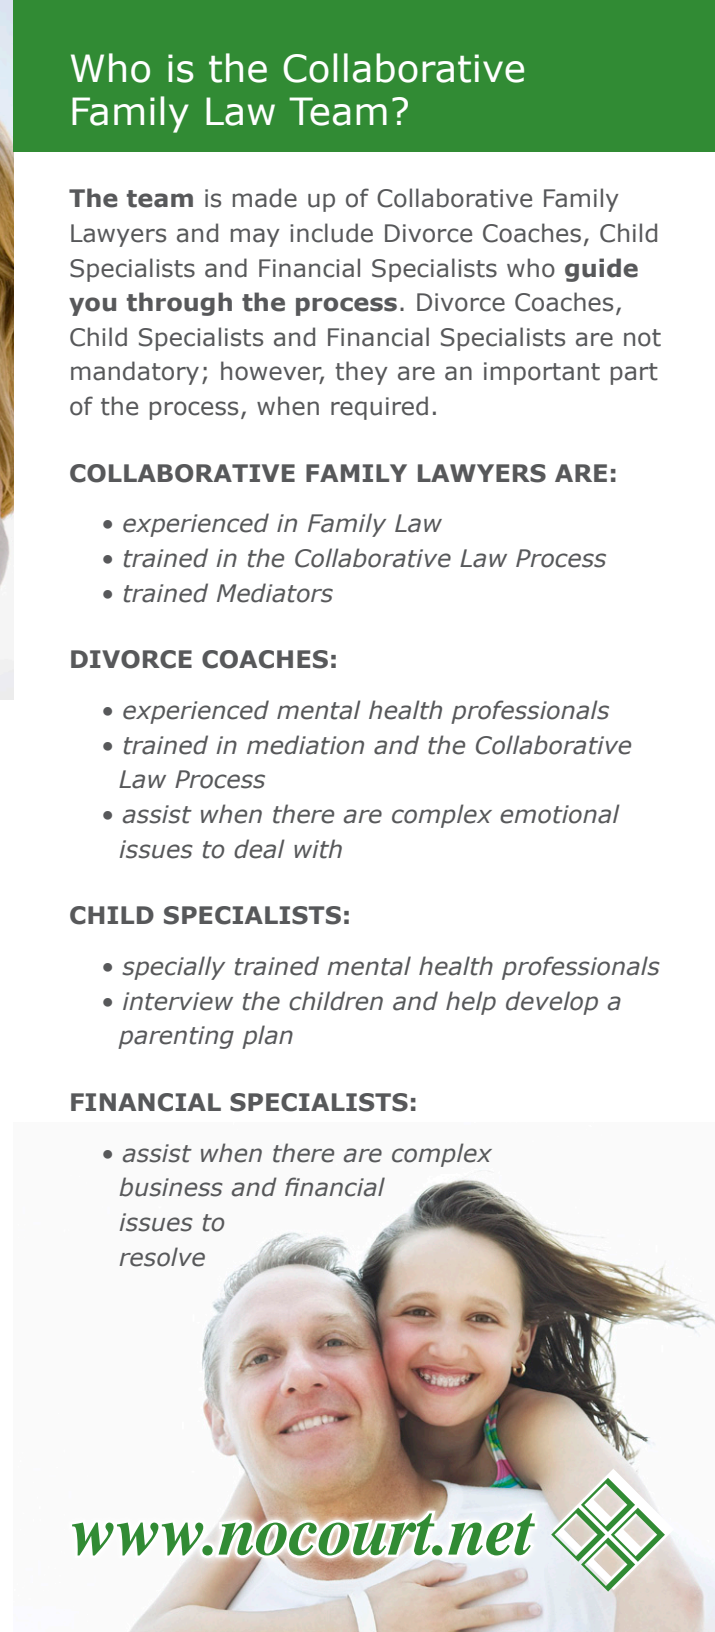 Who is the Collaborative
Family Law Team?
The team is made up of Collaborative Family
Lawyers and may include Divorce Coaches, Child
Specialists and Financial Specialists who guide
you through the process. Divorce Coaches,
Child Specialists and Financial Specialists are not
mandatory; however, they are an important part
of the process, when required.
COLLABORATIVE FAMILY LAWYERS ARE:
• experienced in Family Law
• trained in the Collaborative Law Process
• trained Mediators
DIVORCE COACHES:
• experienced mental health professionals
• trained in mediation and the Collaborative
Law Process
• assist when there are complex emotional
issues to deal with
CHILD SPECIALISTS:
• specially trained mental health professionals
• interview the children and help develop a
parenting plan
FINANCIAL SPECIALISTS:
• assist when there are complex
business and financial
issues to
resolve
www.nocourt.net